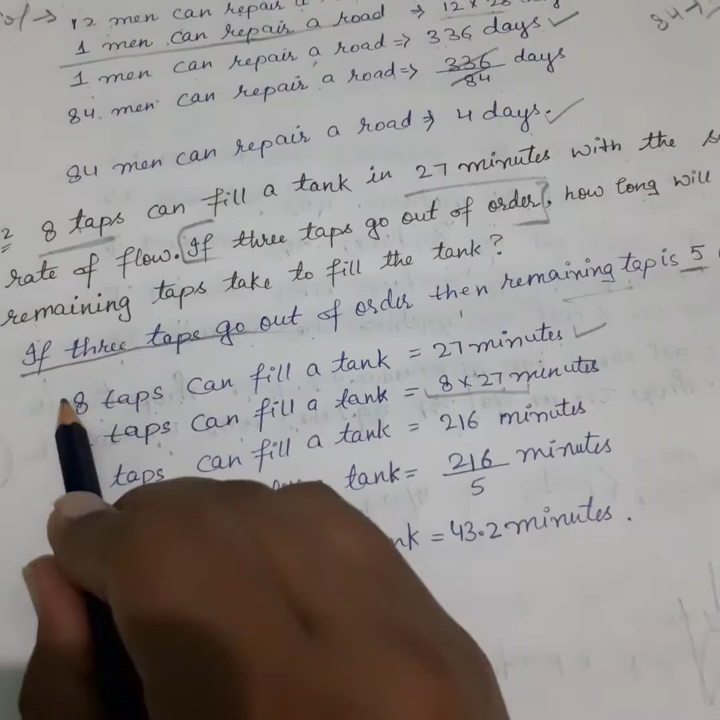 12 men can repair a
1 men can repair a road ⇒ 12 x 28
1 men can repair a road ⇒ 336 days ✓
84 men can repair a road ⇒ 336/84 days
84 men can repair a road ⇒ 4 days. ✓
2 8 taps can fill a tank in 27 minutes with the
rate of flow. If three taps go out of order, how long will
remaining taps take to fill the tank?
If three taps go out of order then remaining tap is 5
8 taps can fill a tank = 27 minutes ✓
taps can fill a tank = 8 x 27 minutes
taps can fill a tank = 216 minutes
tank = 216/5 minutes
= 43.2 minutes.